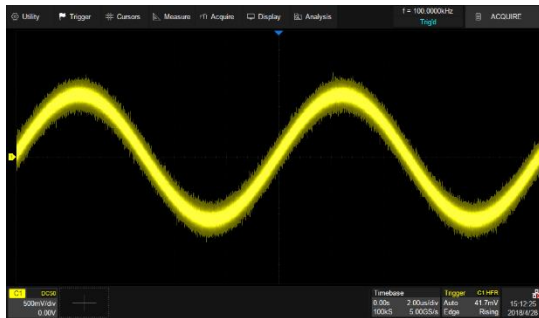 Utility Trigger Cursors Measure Acquire Display Analysis
f = 100.0000kHz
Trig'd
ACQUIRE
C1 DC50
500mV/div
0.00V
Timebase
0.00s 2.00us/div
100kS 5.00GS/s
Trigger C1 HFR
Auto 41.7mV
Edge Rising
15:12:25
2018/4/28